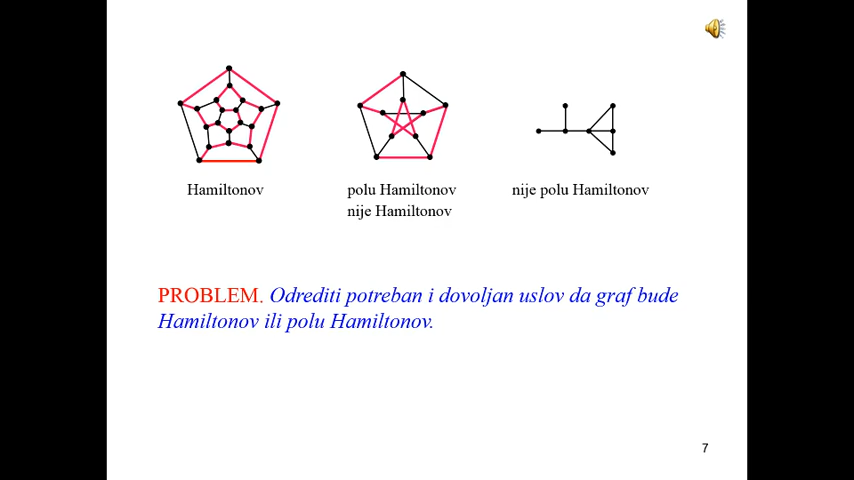 Hamiltonov
polu Hamiltonov
nije Hamiltonov
nije polu Hamiltonov
PROBLEM. Odrediti potreban i dovoljan uslov da graf bude
Hamiltonov ili polu Hamiltonov.
7